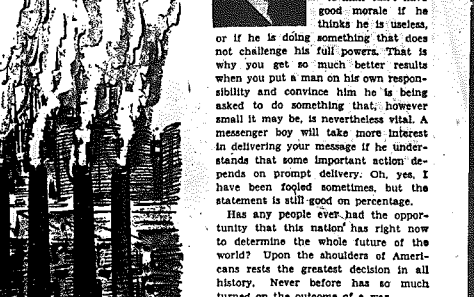 good morale if he
thinks he is useless,
or if he is doing something that does
not challenge his full powers. That is
why you get so much better results
when you put a man on his own respon-
sibility and convince him he is being
asked to do something that, however
small it may be, is nevertheless vital. A
messenger boy will take more interest
in delivering your message if he under-
stands that some important action de-
pends on prompt delivery. Oh, yes, I
have been fooled sometimes, but the
statement is still good on percentage.
Has any people ever had the oppor-
tunity that this nation has right now
to determine the whole future of the
world? Upon the shoulders of Ameri-
cans rests the greatest decision in all
history. Never before has so much
turned on the outcome of a war